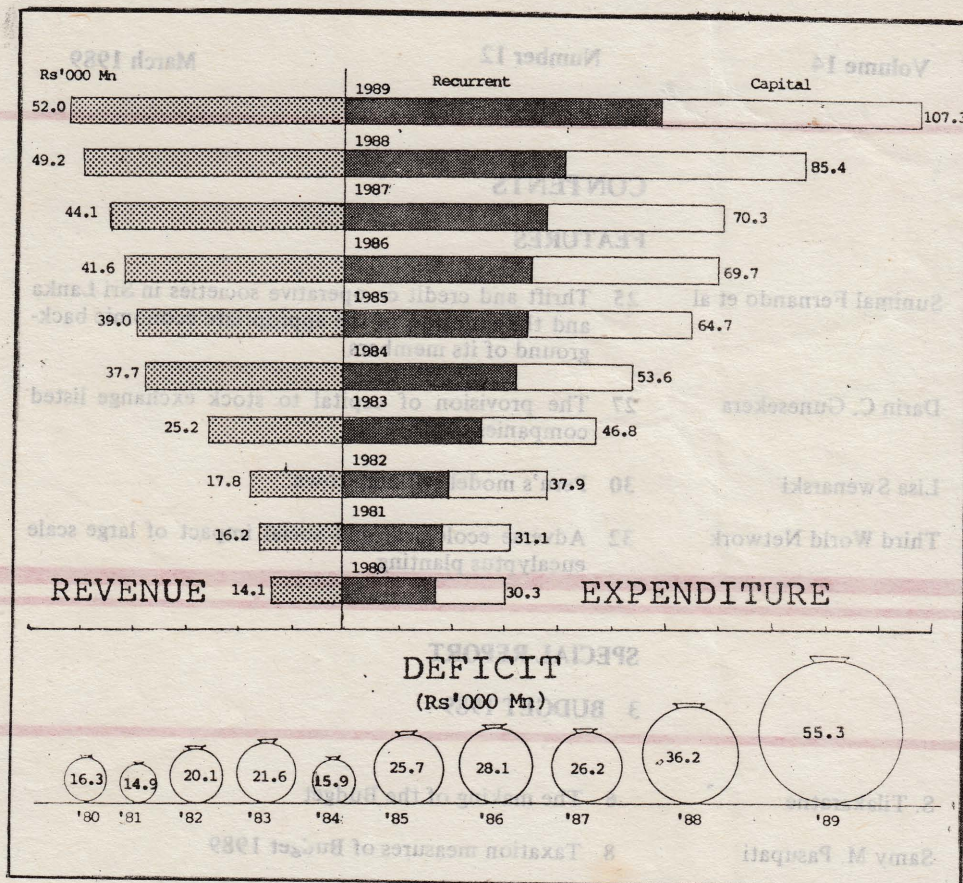 Rs'000 Mn
Recurrent
Capital
1989
52.0 107.3
1988
49.2 85.4
1987
44.1 70.3
1986
41.6 69.7
1985
39.0 64.7
1984
37.7 53.6
1983
25.2 46.8
1982
17.8 37.9
1981
16.2 31.1
1980
REVENUE 14.1 30.3 EXPENDITURE
DEFICIT
(Rs'000 Mn)
16.3 14.9 20.1 21.6 15.9 25.7 28.1 26.2 36.2 55.3
'80 '81 '82 '83 '84 '85 '86 '87 '88 '89
March 1989 Number 12 Volume 14
CONTENTS
FEATURES
25 Thrift and credit co-operative societies in Sri Lanka Sunimal Fernando et al
ground of its members
27 The provision of capital to stock exchange listed Darin C. Gunesekera
30 Lisa Swenarski
32 impact of large scale Third World Network
eucalyptus planting
SPECIAL REPORT
3 BUDGET
The making of the Budget S. Tilakaratne
8 Taxation measures of Budget 1989 Samy M. Pasupati